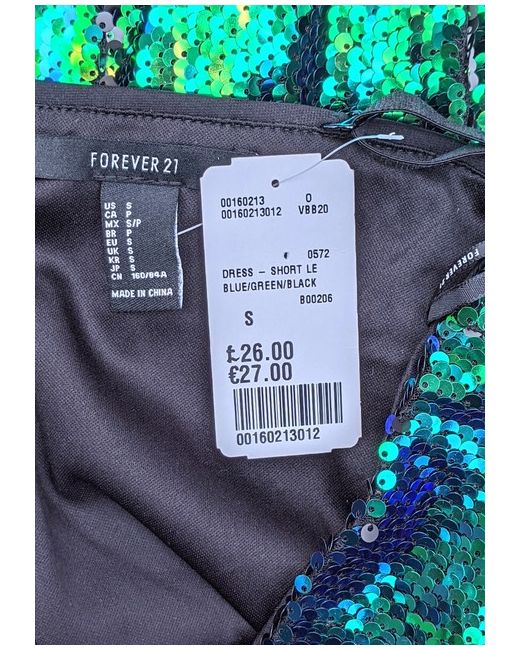 FOREVER 21
US S
CA P
MX S/P
BR P
EU S
UK S
KR S
JP S
CN 160/84A
MADE IN CHINA
00160213 0
00160213012 VBB20
0572
DRESS – SHORT LE
BLUE/GREEN/BLACK
B00206
S
£26.00
€27.00
00160213012
FOREVER